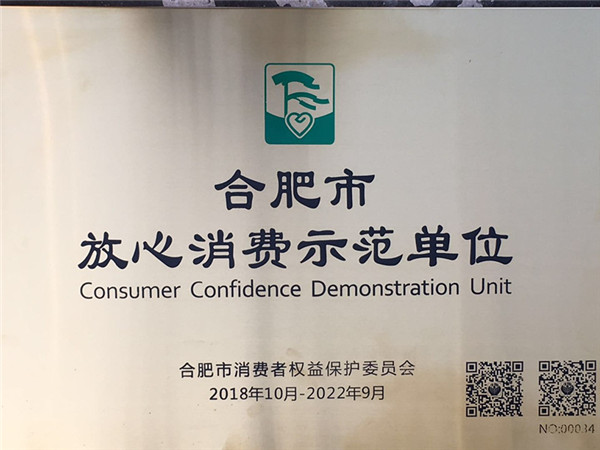 合肥市
放心消费示范单位
Consumer Confidence Demonstration Unit
合肥市消费者权益保护委员会
2018年10月-2022年9月
NO:00034